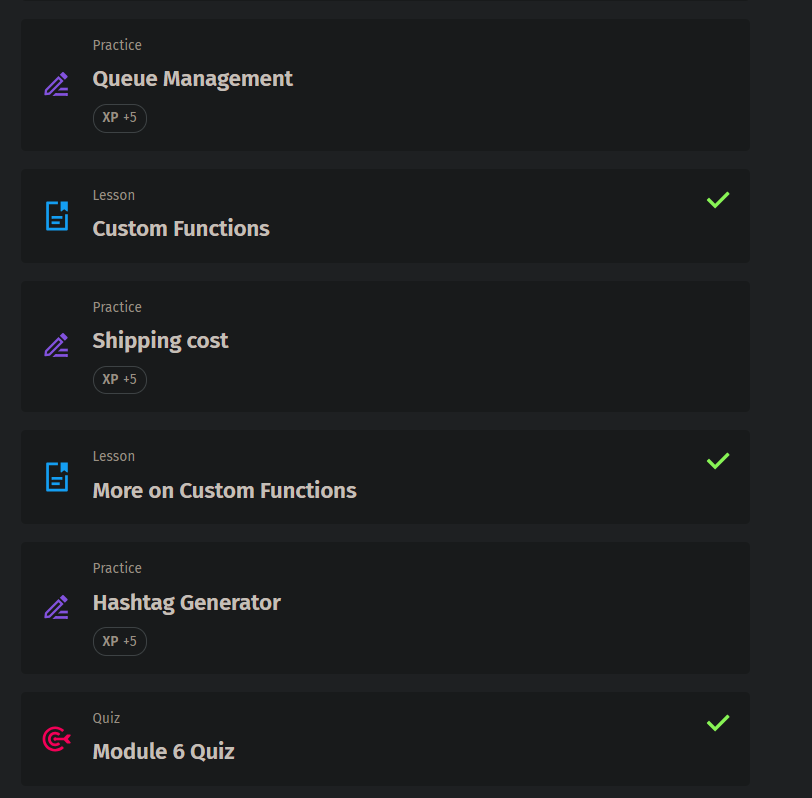 Practice
Queue Management
XP +5
Lesson
Custom Functions
Practice
Shipping cost
XP +5
Lesson
More on Custom Functions
Practice
Hashtag Generator
XP +5
Quiz
Module 6 Quiz